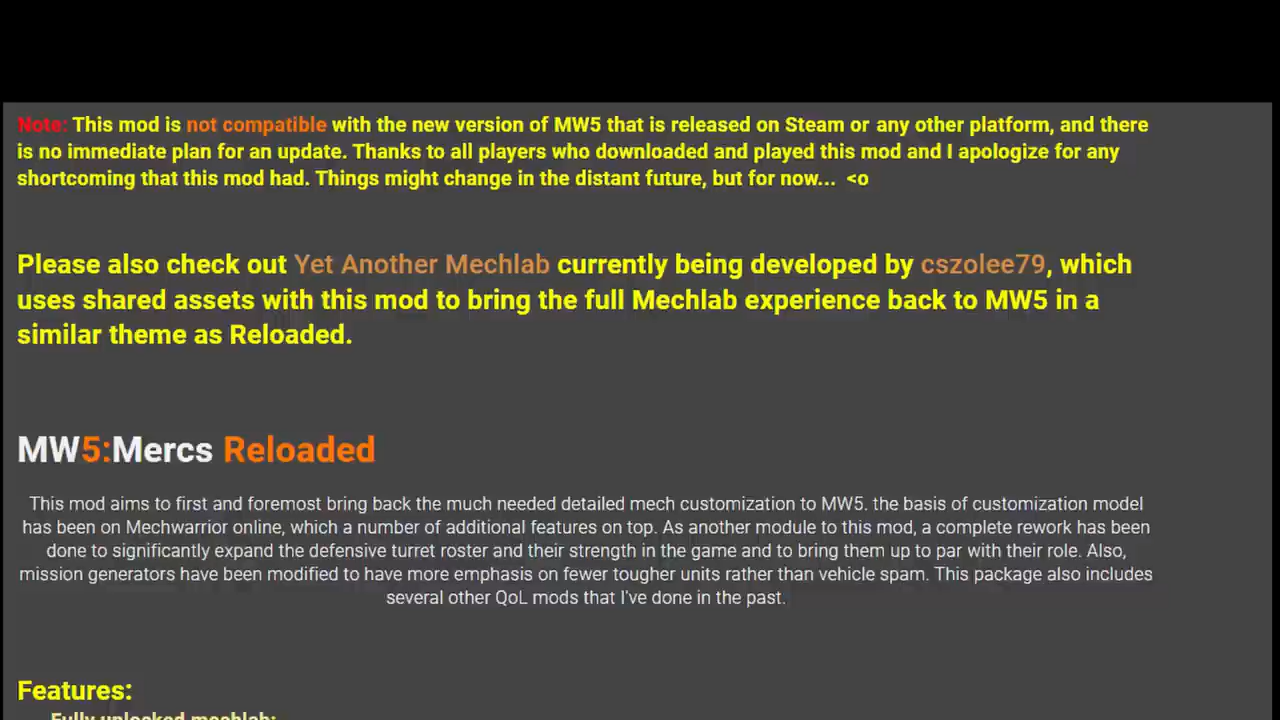 Note: This mod is not compatible with the new version of MW5 that is released on Steam or any other platform, and there
is no immediate plan for an update. Thanks to all players who downloaded and played this mod and I apologize for any
shortcoming that this mod had. Things might change in the distant future, but for now... <o
Please also check out Yet Another Mechlab currently being developed by cszolee79, which
uses shared assets with this mod to bring the full Mechlab experience back to MW5 in a
similar theme as Reloaded.
MW5:Mercs Reloaded
This mod aims to first and foremost bring back the much needed detailed mech customization to MW5. the basis of customization model
has been on Mechwarrior online, which a number of additional features on top. As another module to this mod, a complete rework has been
done to significantly expand the defensive turret roster and their strength in the game and to bring them up to par with their role. Also,
mission generators have been modified to have more emphasis on fewer tougher units rather than vehicle spam. This package also includes
several other QoL mods that I've done in the past.
Features:
Fully unlocked mechlab: